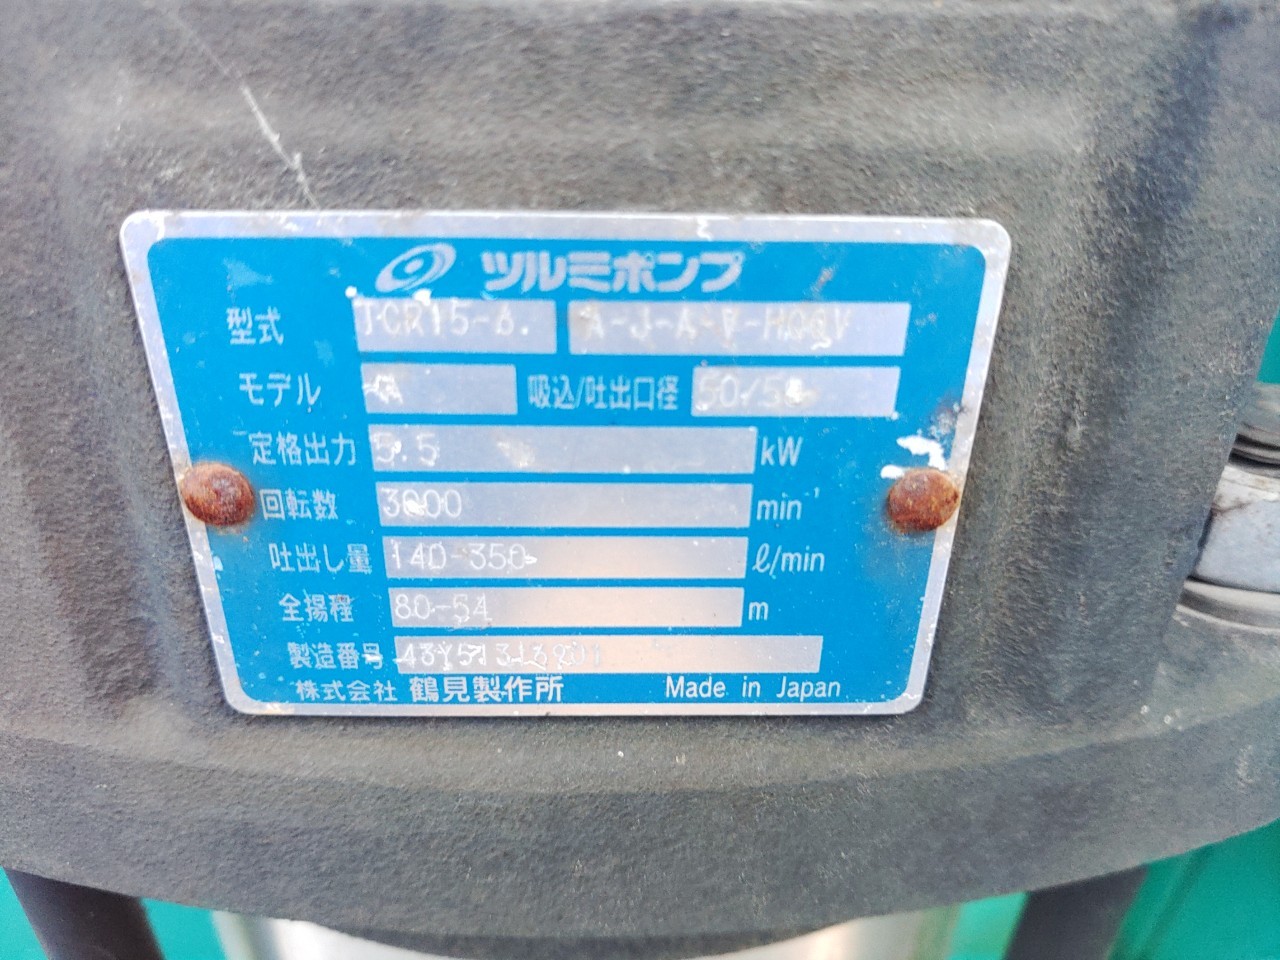 ツルミポンプ
型式 TCR15-6.
モデル 吸込/吐出口径
定格出力 5.5 kW
回転数 3000 min⁻¹
吐出し量 140-350 ℓ/min
全揚程 80-54 m
製造番号
株式会社 鶴見製作所 Made in Japan